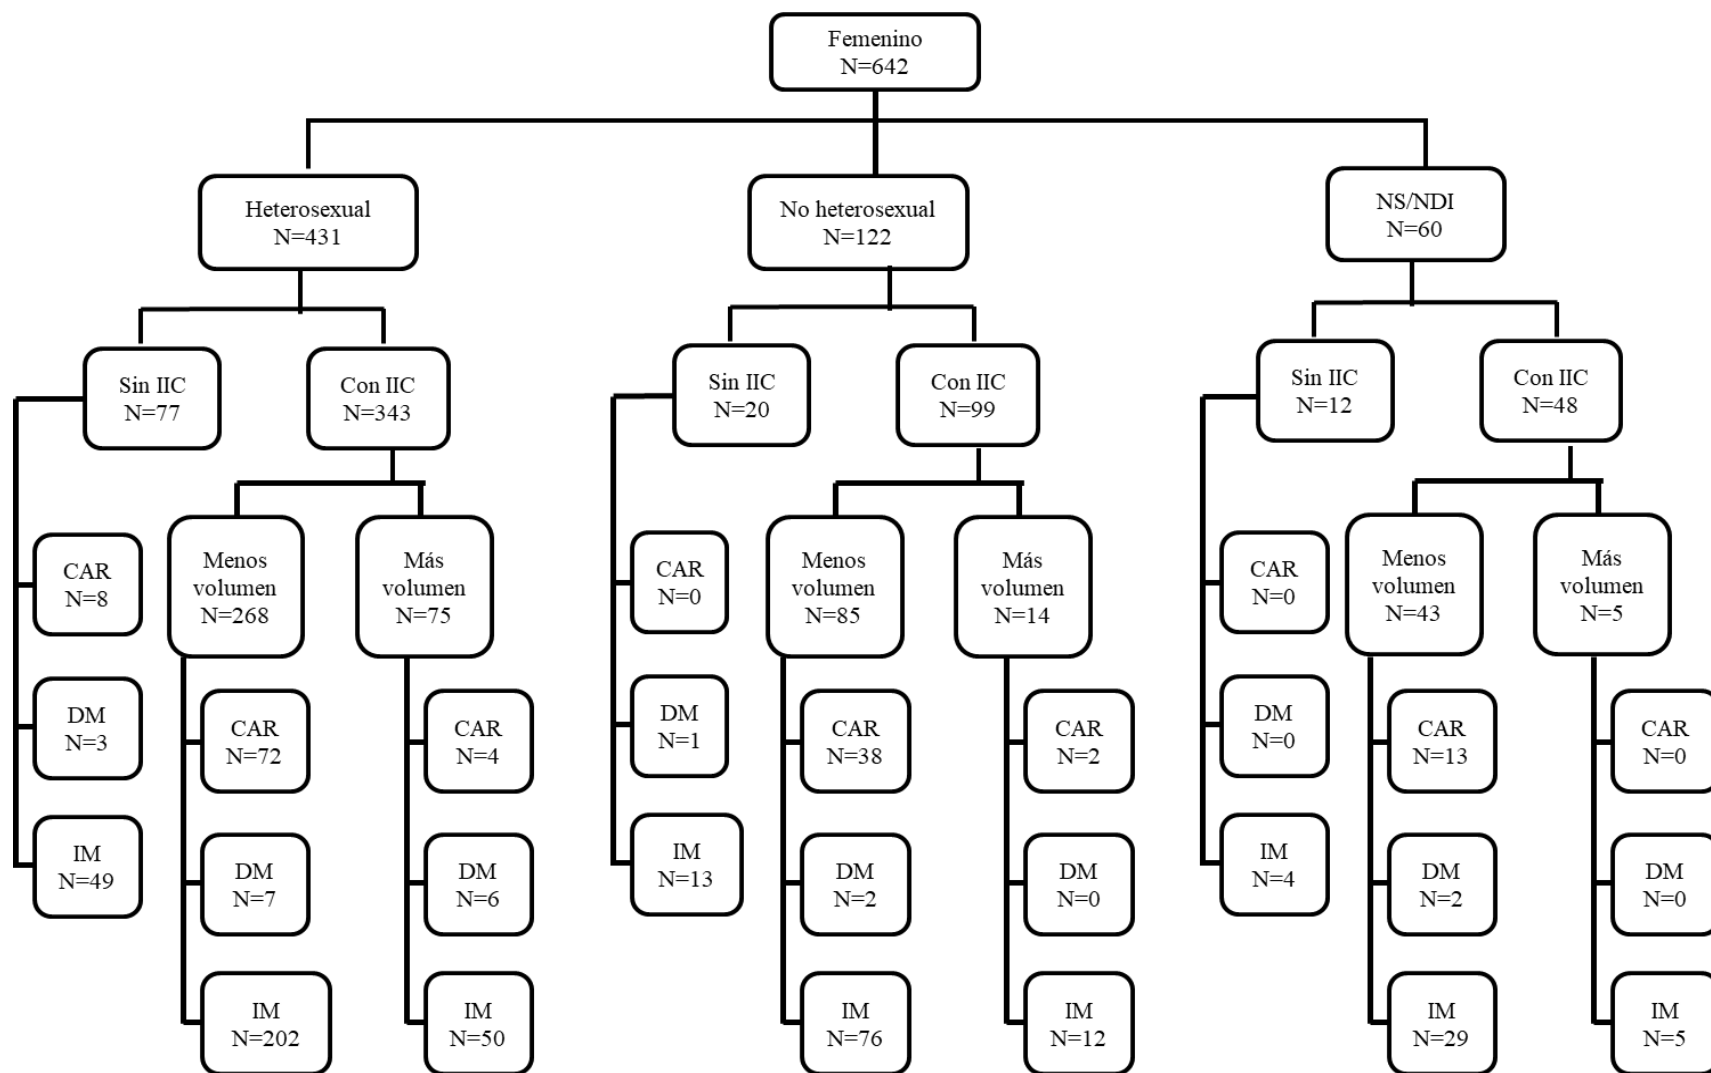 Femenino
N=642
Heterosexual
N=431
No heterosexual
N=122
NS/NDI
N=60
Sin IIC
N=77
Con IIC
N=343
Sin IIC
N=20
Con IIC
N=99
Sin IIC
N=12
Con IIC
N=48
CAR
N=8
DM
N=3
IM
N=49
Menos
volumen
N=268
CAR
N=72
DM
N=7
IM
N=202
Más
volumen
N=75
CAR
N=4
DM
N=6
IM
N=50
CAR
N=0
DM
N=1
IM
N=13
Menos
volumen
N=85
CAR
N=38
DM
N=2
IM
N=76
Más
volumen
N=14
CAR
N=2
DM
N=0
IM
N=12
CAR
N=0
DM
N=0
IM
N=4
Menos
volumen
N=43
CAR
N=13
DM
N=2
IM
N=29
Más
volumen
N=5
CAR
N=0
DM
N=0
IM
N=5